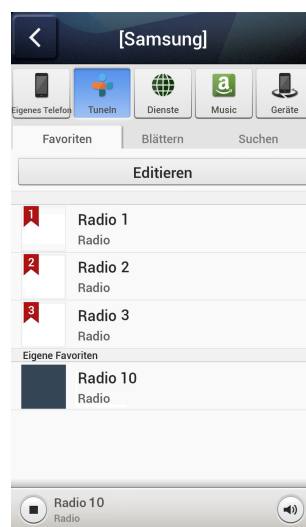 [Samsung]
Eigenes Telefon
TuneIn
Dienste
Music
Geräte
Favoriten
Blättern
Suchen
Editieren
1
Radio 1
Radio
2
Radio 2
Radio
3
Radio 3
Radio
Eigene Favoriten
Radio 10
Radio
Radio 10
Radio